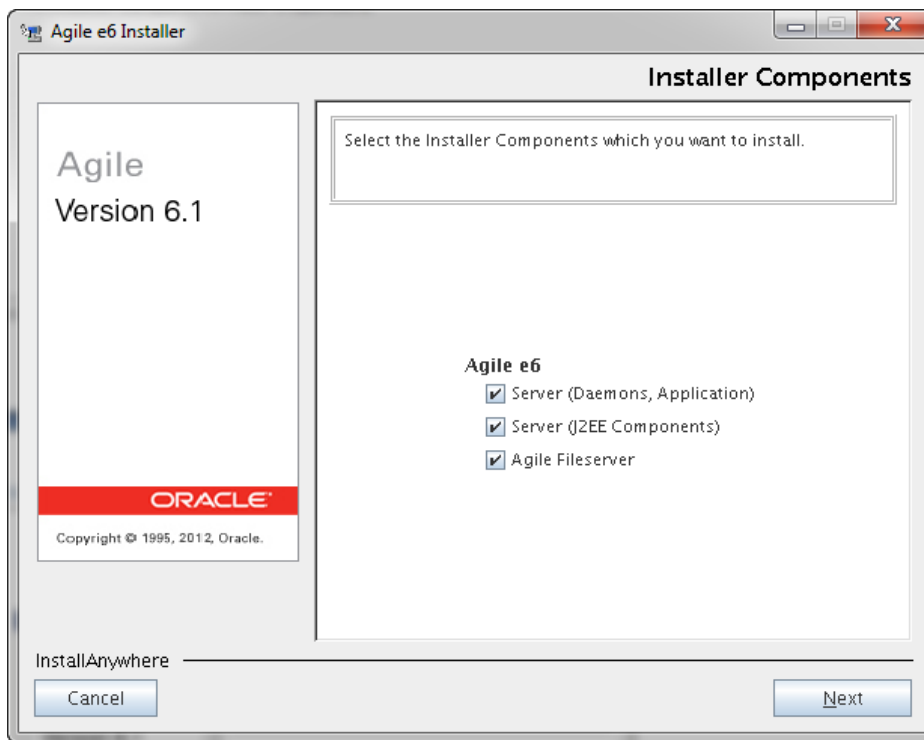 Agile e6 Installer
Installer Components
Agile
Version 6.1
ORACLE
Copyright © 1995, 2012, Oracle.
Select the Installer Components which you want to install.
Agile e6
Server (Daemons, Application)
Server (J2EE Components)
Agile Fileserver
InstallAnywhere
Cancel
Next